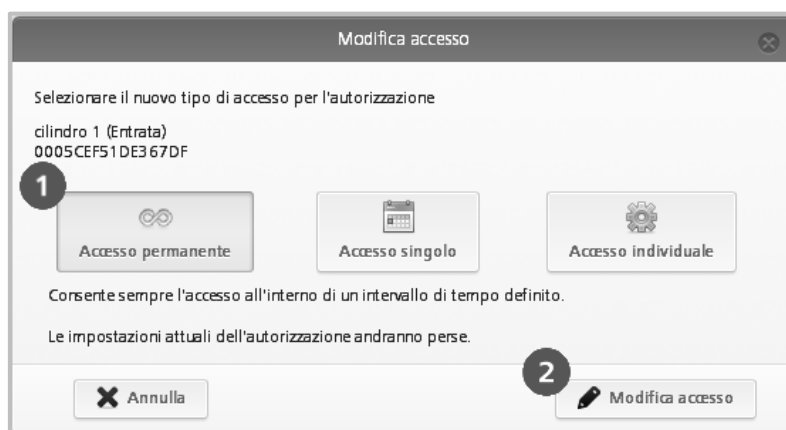 Modifica accesso
Selezionare il nuovo tipo di accesso per l'autorizzazione
cilindro 1 (Entrata)
0005CEF51DE367DF
1
Accesso permanente
Accesso singolo
Accesso individuale
Consente sempre l'accesso all'interno di un intervallo di tempo definito.
Le impostazioni attuali dell'autorizzazione andranno perse.
2
Annulla
Modifica accesso